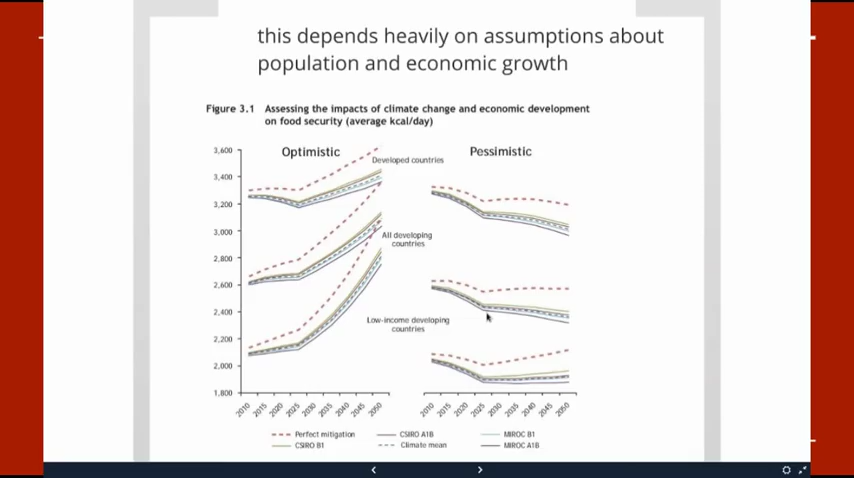 this depends heavily on assumptions about
population and economic growth
Figure 3.1 Assessing the impacts of climate change and economic development
on food security (average kcal/day)
Optimistic
Pessimistic
3,600
3,400
3,200
3,000
2,800
2,600
2,400
2,200
2,000
1,800
Developed countries
All developing
countries
Low-income developing
countries
2010 2015 2020 2025 2030 2035 2040 2045 2050
2010 2015 2020 2025 2030 2035 2040 2045 2050
Perfect mitigation CSIRO A1B MIROC B1
CSIRO B1 Climate mean MIROC A1B